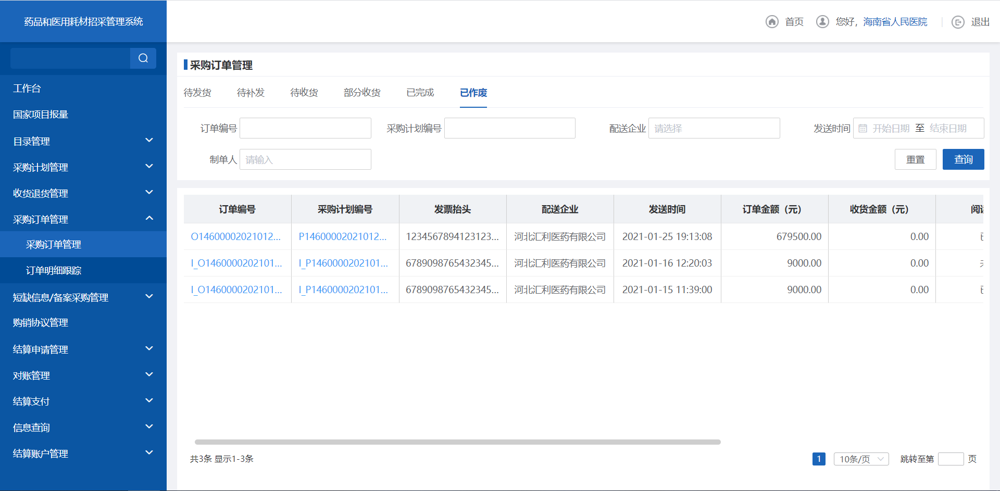 药品和医用耗材招采管理系统
首页 您好，海南省人民医院 退出
工作台
国家项目报量
目录管理
采购计划管理
收货退货管理
采购订单管理
采购订单管理
订单明细跟踪
短缺信息/备案采购管理
购销协议管理
结算申请管理
对账管理
结算支付
信息查询
结算账户管理
采购订单管理
待发货 待补发 待收货 部分收货 已完成 已作废
订单编号 采购计划编号 配送企业 请选择 发送时间 开始日期 至 结束日期
制单人 请输入 重置 查询
订单编号 采购计划编号 发票抬头 配送企业 发送时间 订单金额（元） 收货金额（元） 阅
O14600002021012... P14600002021012... 1234567894123123... 河北汇利医药有限公司 2021-01-25 19:13:08 679500.00 0.00
I_O1460000202101... I_P1460000202101... 6789098765432345... 河北汇利医药有限公司 2021-01-16 12:20:03 9000.00 0.00
I_O1460000202101... I_P1460000202101... 6789098765432345... 河北汇利医药有限公司 2021-01-15 11:39:00 9000.00 0.00
共3条 显示1-3条 1 10条/页 跳转至第 页